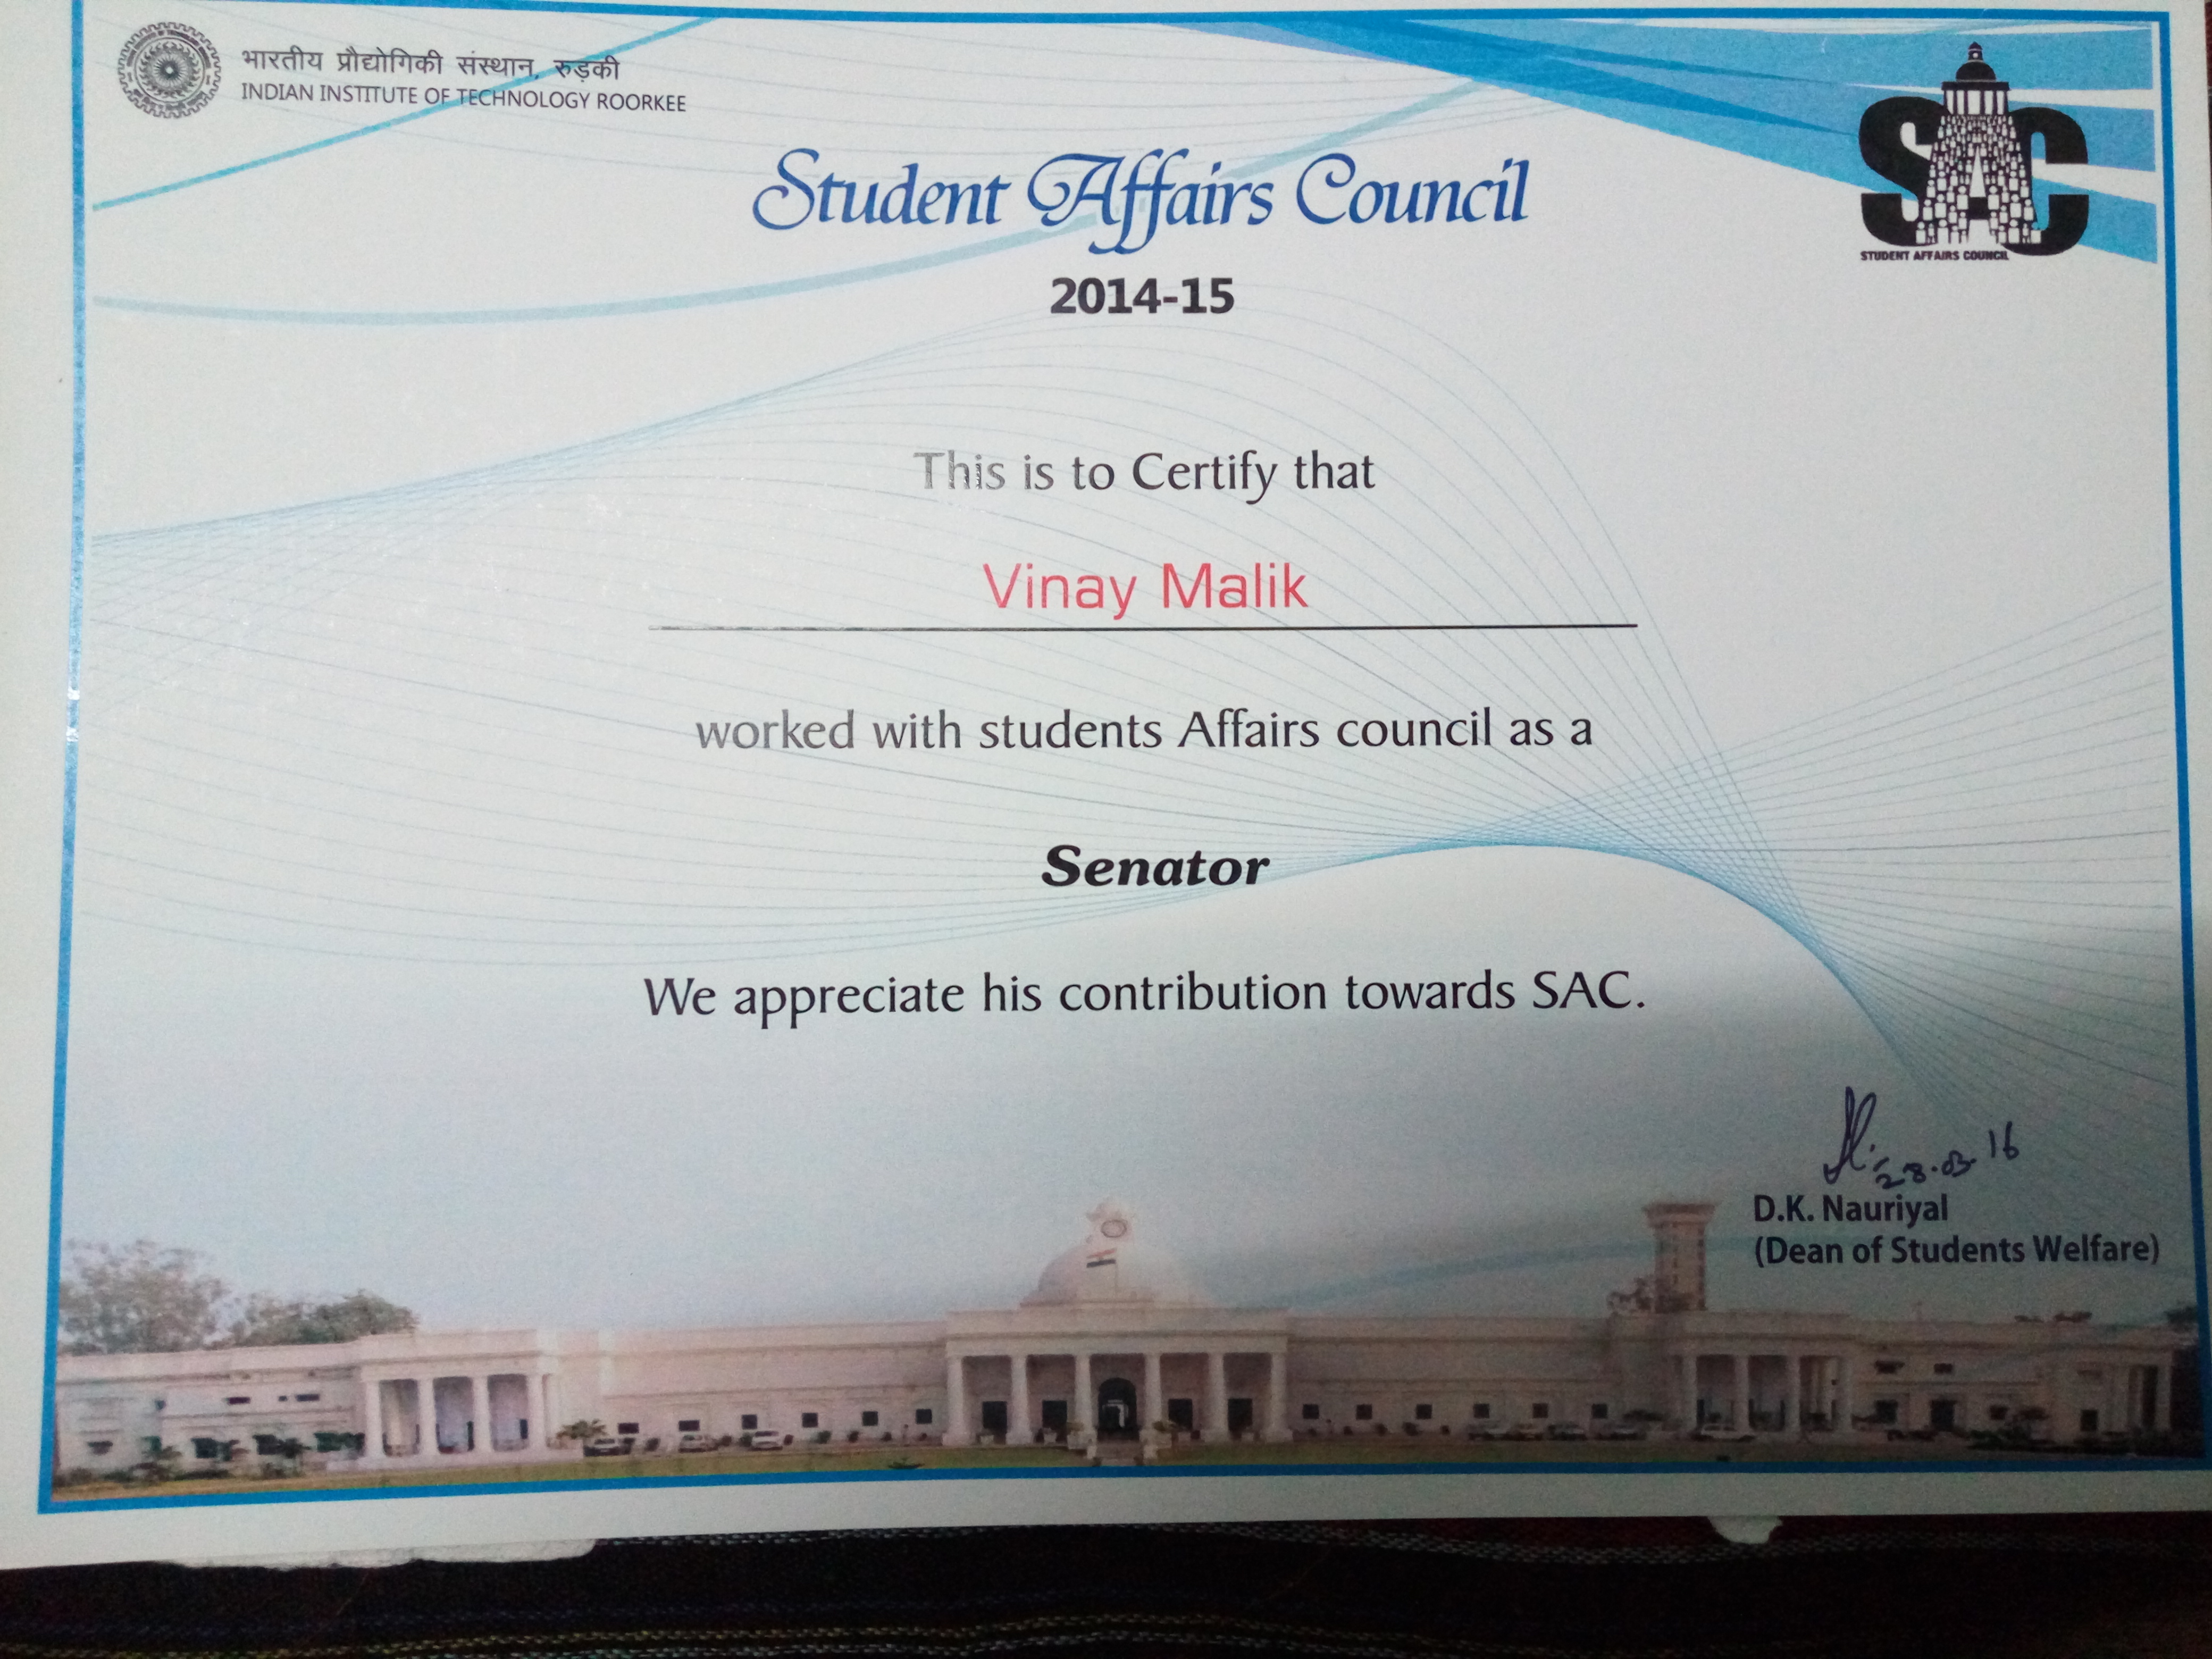 भारतीय प्रौद्योगिकी संस्थान, रुड़की
INDIAN INSTITUTE OF TECHNOLOGY ROORKEE
SAC
STUDENT AFFAIRS COUNCIL
Student Affairs Council
2014-15
This is to Certify that
Vinay Malik
worked with students Affairs council as a
Senator
We appreciate his contribution towards SAC.
28.03.16
D.K. Nauriyal
(Dean of Students Welfare)